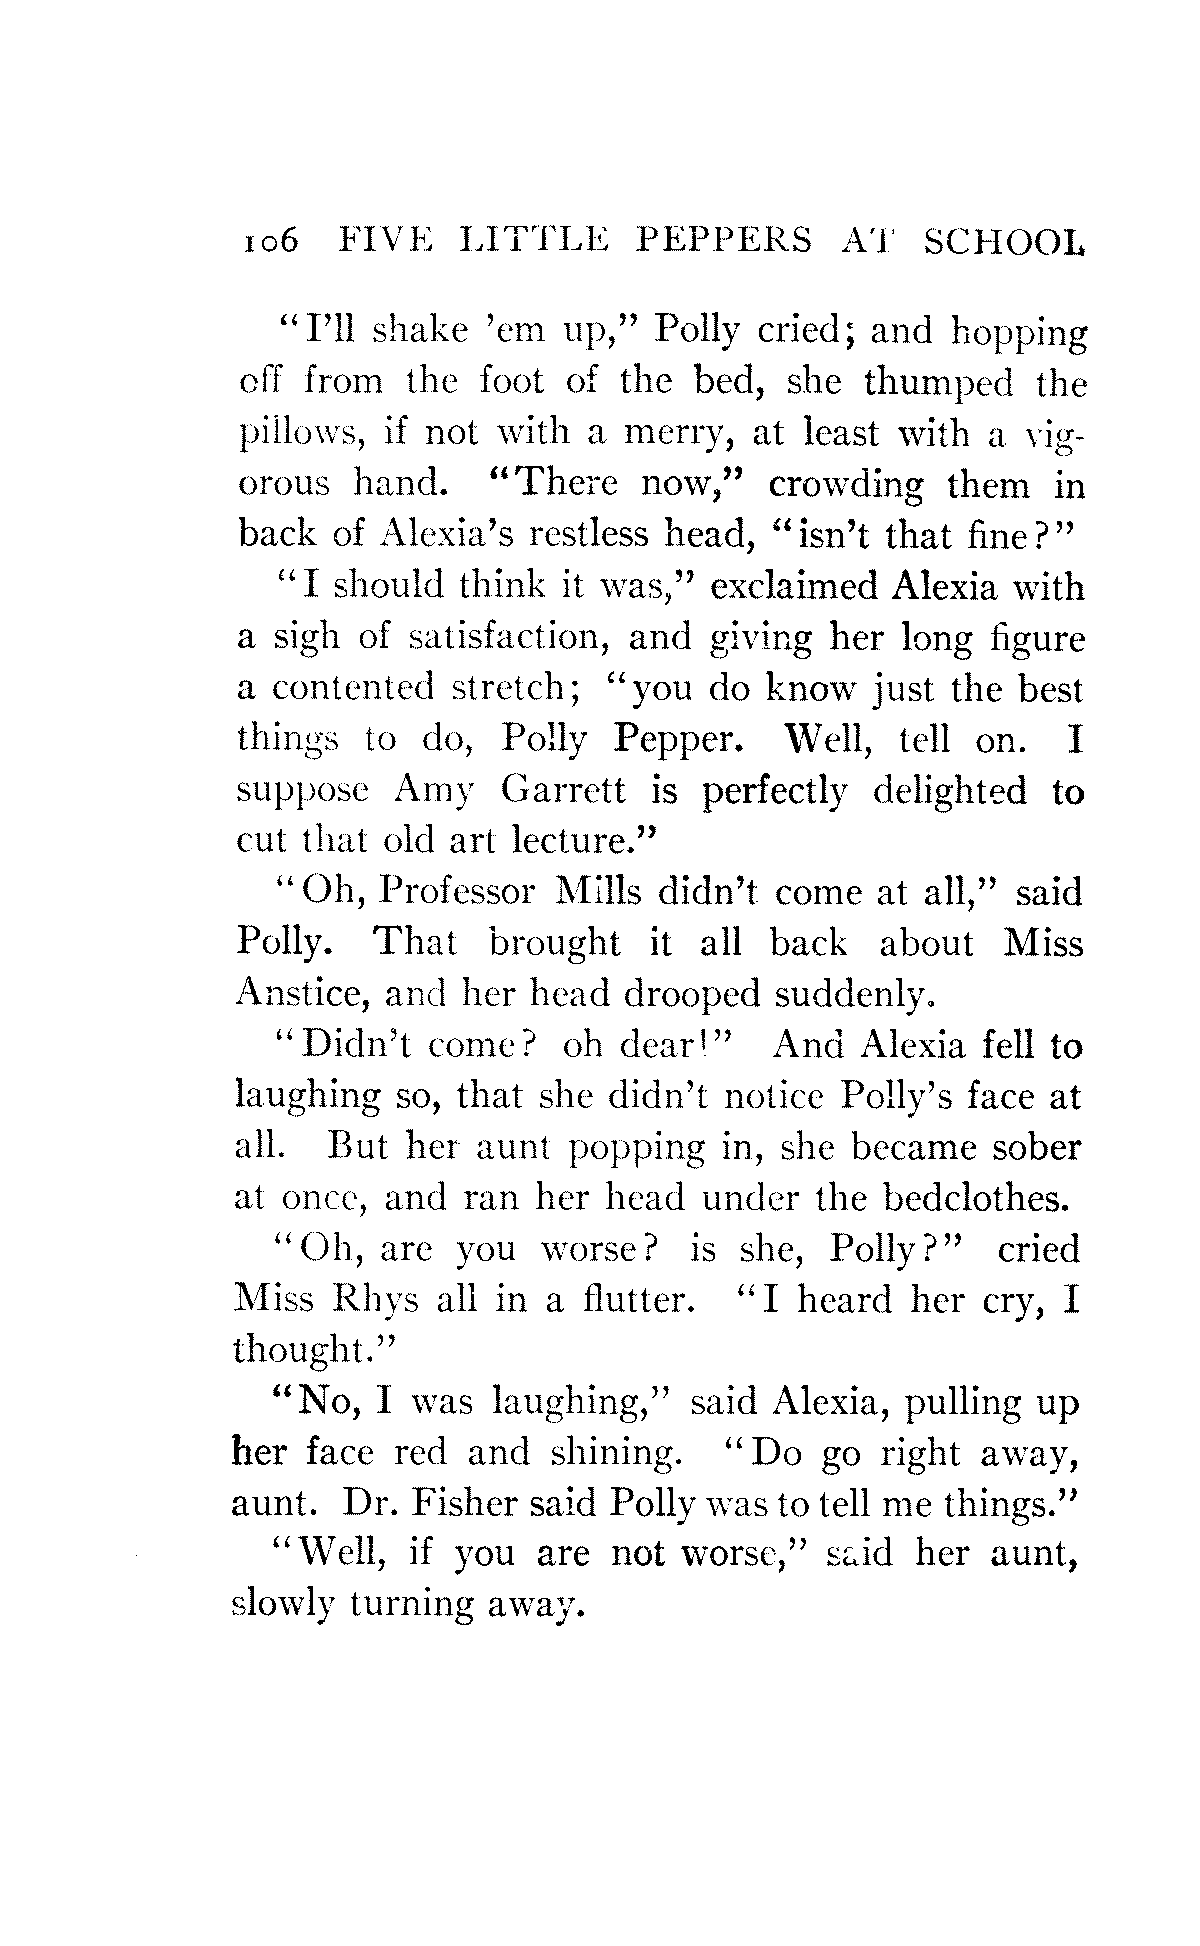 106 FIVE LITTLE PEPPERS AT SCHOOL
"I'll shake 'em up," Polly cried; and hopping
off from the foot of the bed, she thumped the
pillows, if not with a merry, at least with a vig-
orous hand. "There now," crowding them in
back of Alexia's restless head, "isn't that fine?"
"I should think it was," exclaimed Alexia with
a sigh of satisfaction, and giving her long figure
a contented stretch; "you do know just the best
things to do, Polly Pepper. Well, tell on. I
suppose Amy Garrett is perfectly delighted to
cut that old art lecture."
"Oh, Professor Mills didn't come at all," said
Polly. That brought it all back about Miss
Anstice, and her head drooped suddenly.
"Didn't come? oh dear!" And Alexia fell to
laughing so, that she didn't notice Polly's face at
all. But her aunt popping in, she became sober
at once, and ran her head under the bedclothes.
"Oh, are you worse? is she, Polly?" cried
Miss Rhys all in a flutter. "I heard her cry, I
thought."
"No, I was laughing," said Alexia, pulling up
her face red and shining. "Do go right away,
aunt. Dr. Fisher said Polly was to tell me things."
"Well, if you are not worse," said her aunt,
slowly turning away.